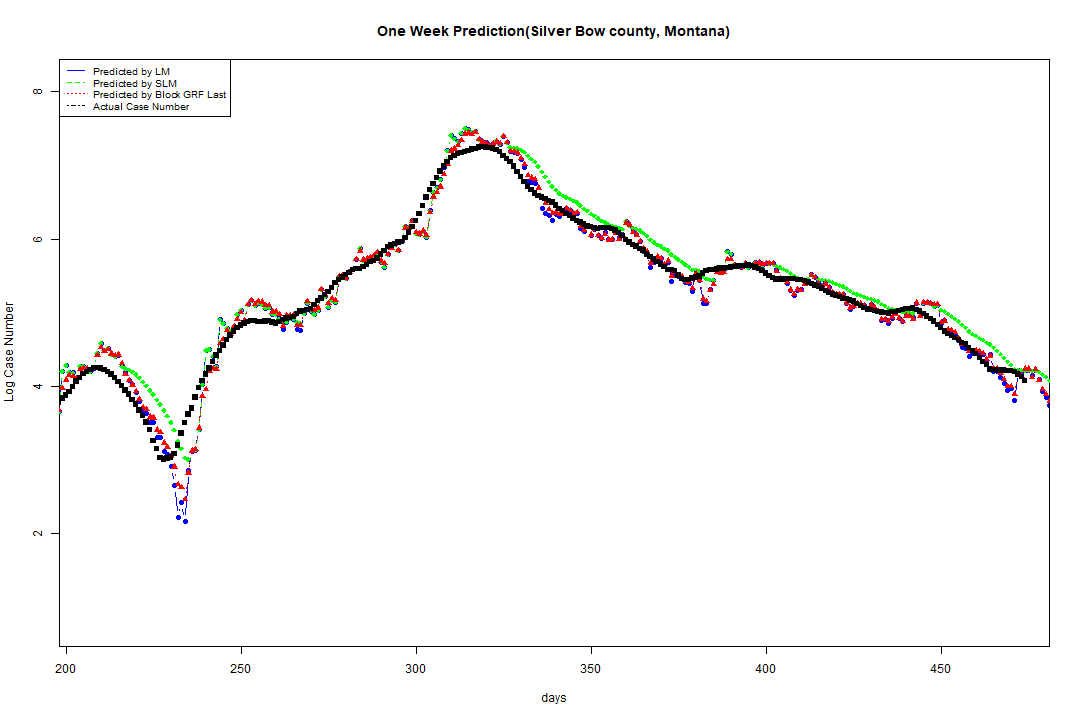 One Week Prediction(Silver Bow county, Montana)
Predicted by LM
Predicted by SLM
Predicted by Block GRF Last
Actual Case Number
8
6
4
2
Log Case Number
200 250 300 350 400 450
days